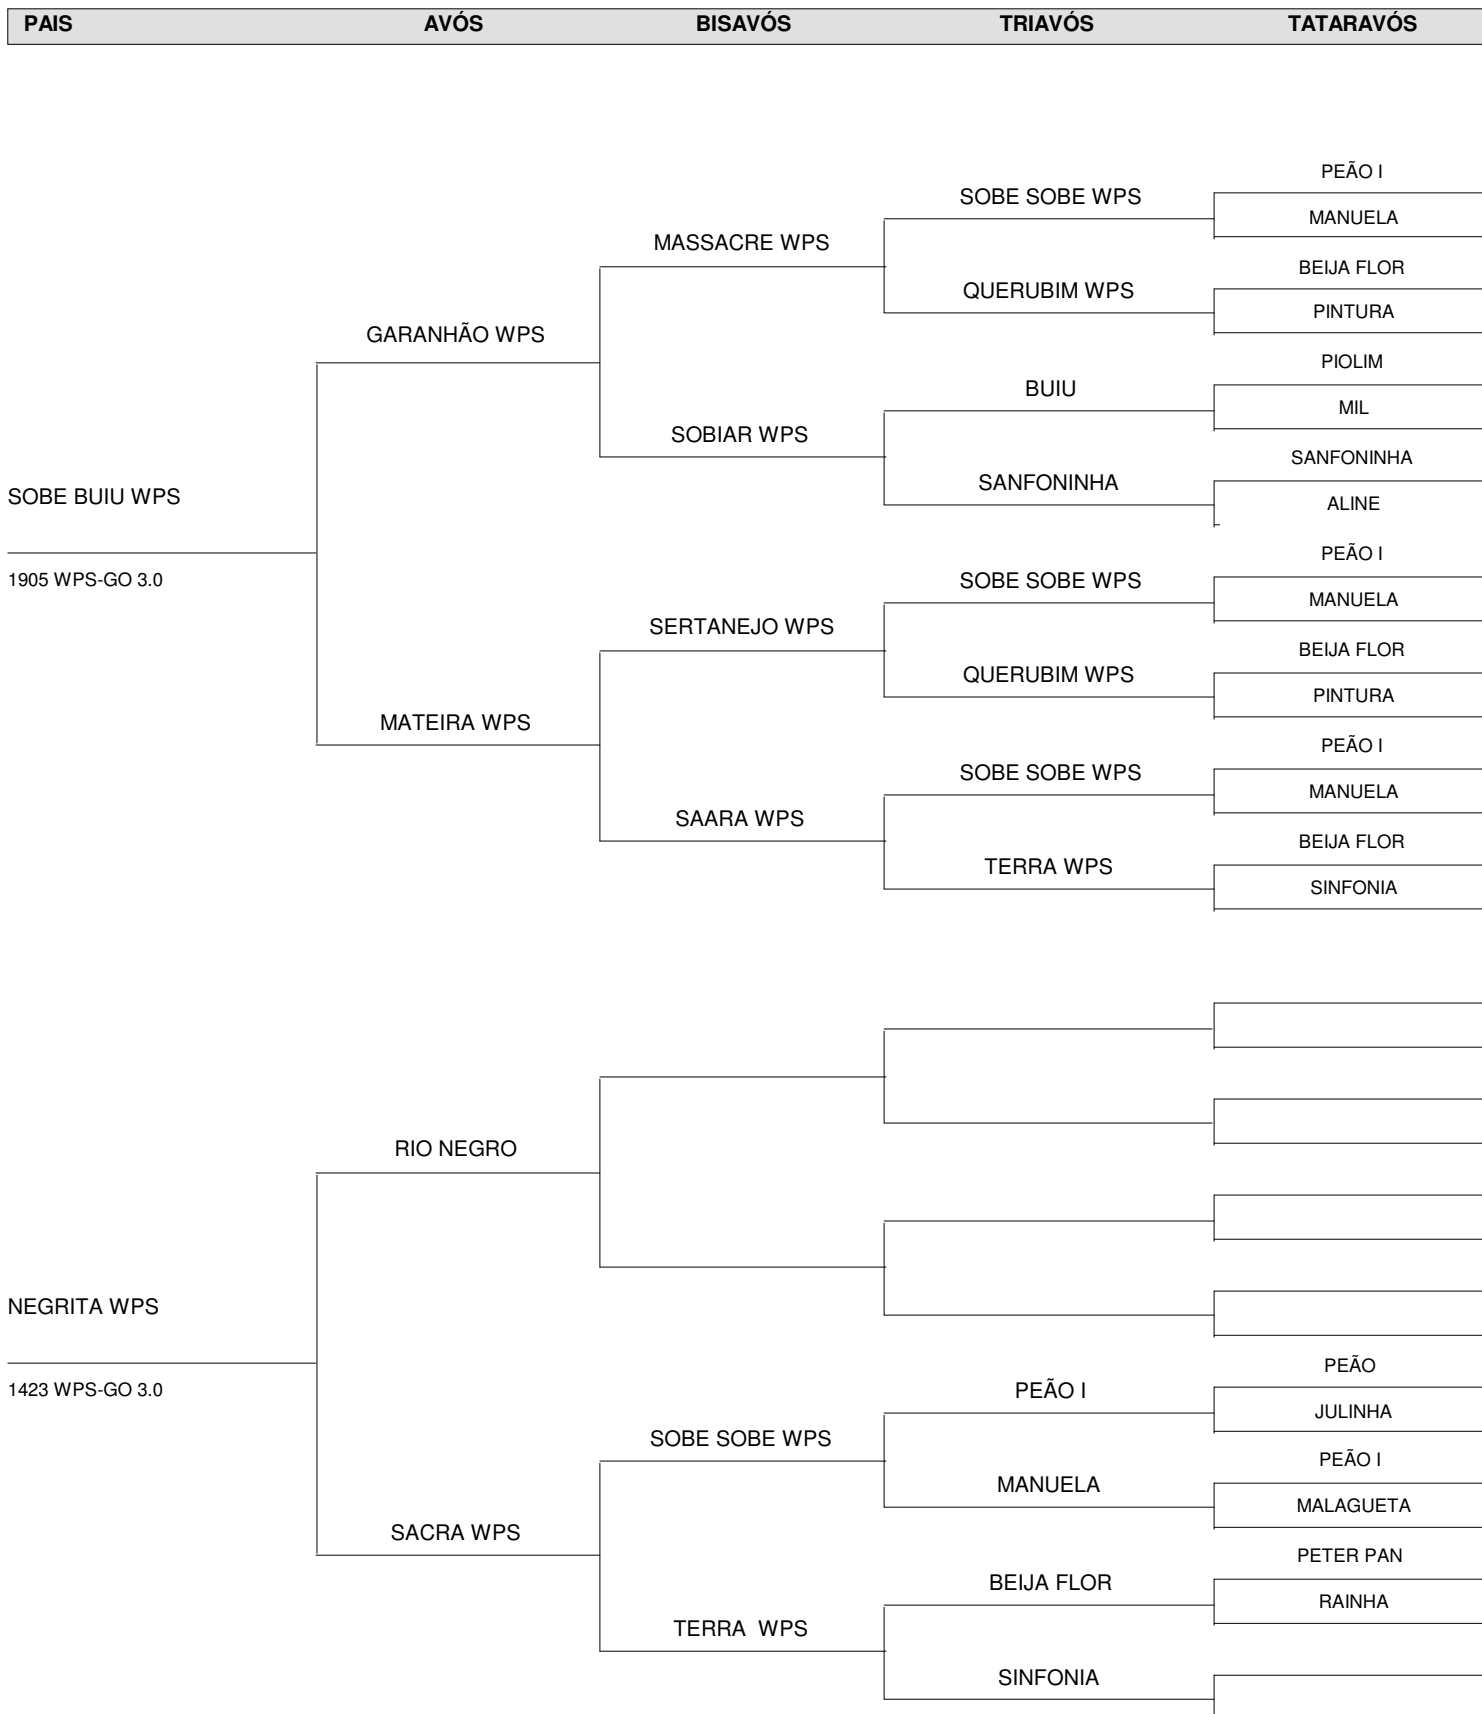 PAIS AVÓS BISAVÓS TRIAVÓS TATARAVÓS
PEÃO I
SOBE SOBE WPS
MANUELA
MASSACRE WPS
BEIJA FLOR
QUERUBIM WPS
PINTURA
GARANHÃO WPS
PIOLIM
BUIU
MIL
SOBIAR WPS
SANFONINHA
SANFONINHA
SOBE BUIU WPS
ALINE
PEÃO I
1905 WPS-GO 3.0
SOBE SOBE WPS
MANUELA
SERTANEJO WPS
BEIJA FLOR
QUERUBIM WPS
PINTURA
MATEIRA WPS
PEÃO I
SOBE SOBE WPS
MANUELA
SAARA WPS
BEIJA FLOR
TERRA WPS
SINFONIA
RIO NEGRO
NEGRITA WPS
PEÃO
1423 WPS-GO 3.0
PEÃO I
JULINHA
SOBE SOBE WPS
PEÃO I
MANUELA
MALAGUETA
SACRA WPS
PETER PAN
BEIJA FLOR
RAINHA
TERRA WPS
SINFONIA